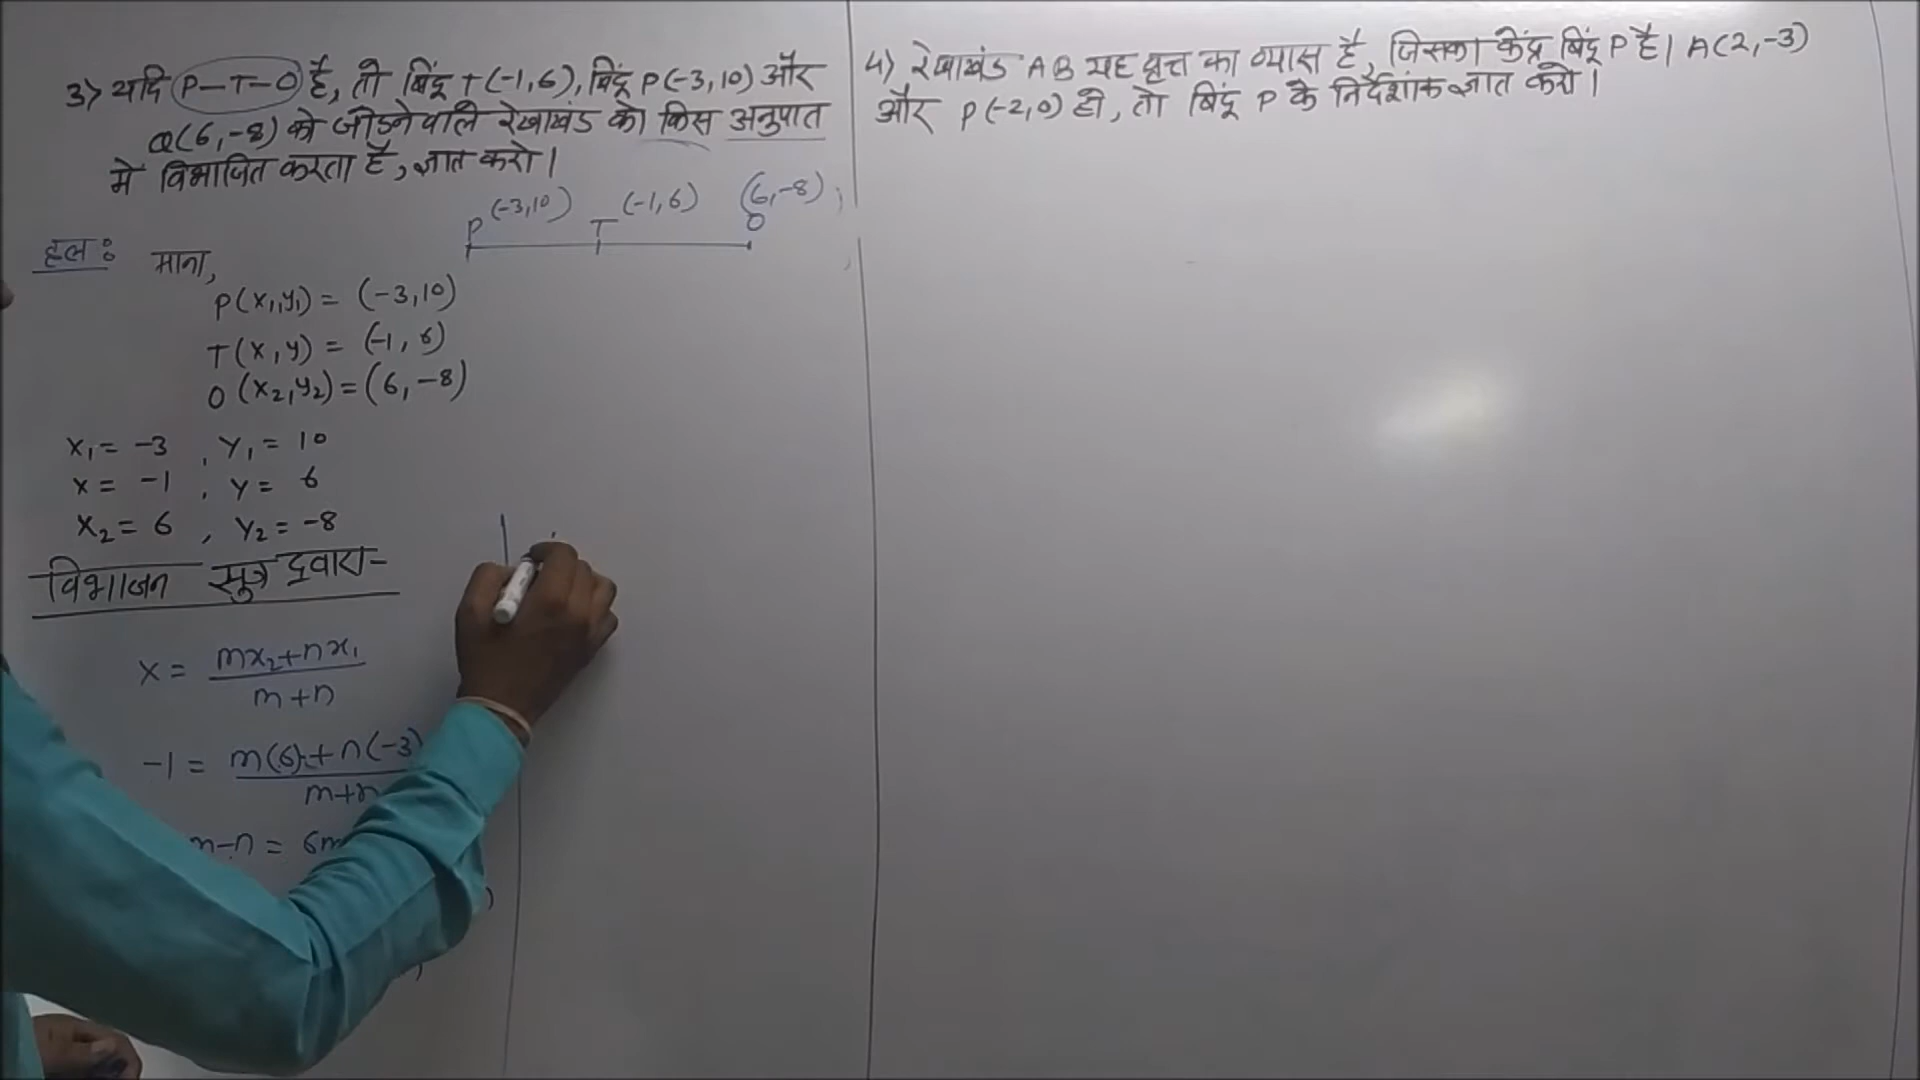 3) यदि P-T-O है, तो बिंदू T(-1,6), बिंदू P(-3,10) और
Q(6,-8) को जोडनेवाले रेखाखंड को किस अनुपात
मे विभाजित करता है, ज्ञात करो।
P(-3,10) T(-1,6) (6,-8) O
हल: माना,
P(x₁,y₁) = (-3,10)
T(x,y) = (-1,6)
O(x₂,y₂) = (6,-8)
x₁ = -3 , y₁ = 10
x = -1 , y = 6
x₂ = 6 , y₂ = -8
विभाजन सूत्र द्वारा-
x = mx₂+nx₁
m+n
-1 = m(6)+n(-3)
m+n
m-n = 6m
4) रेखाखंड AB यह वृत्त का व्यास है, जिसका केंद्र बिंदू P है। A(2,-3)
और P(-2,0) हो, तो बिंदू P के निर्देशांक ज्ञात करो।